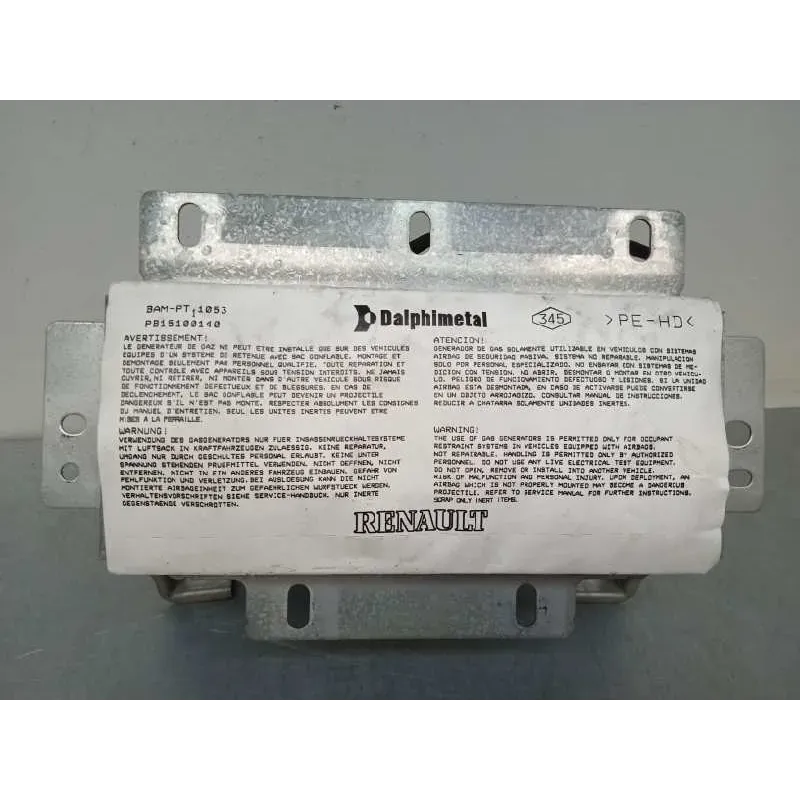 BAM-PT 1053
PB15100140
Dalphimetal
345
>PE-HD<
AVERTISSEMENT!
LE GENERATEUR DE GAZ NE PEUT ETRE INSTALLE QUE SUR DES VEHICULES
EQUIPES D'UN SYSTEME DE RETENUE AVEC SAC GONFLABLE. MONTAGE ET
DEMONTAGE SEULEMENT PAR PERSONNEL QUALIFIE. TOUTE REPARATION ET
TOUTE CONTROLE AVEC APPAREILS SOUS TENSION INTERDITS. NE JAMAIS
OUVRIR, NI RETIRER, NI MONTER DANS D'AUTRE VEHICULE SOUS RISQUE
DE FONCTIONNEMENT DEFECTUEUX ET DE BLESSURES. EN CAS DE
DECLENCHEMENT, LE SAC GONFLABLE PEUT DEVENIR UN PROJECTILE
DANGEREUX S'IL N'EST PAS MONTE. RESPECTER ABSOLUMENT LES CONSIGNES
DU MANUEL D'ENTRETIEN. SEUL LES UNITES INERTES PEUVENT ETRE
MISES A LA FERRAILLE.
WARNUNG!
VERWENDUNG DES GASGENERATORS NUR FUER INSASSENRUECKHALTESYSTEME
MIT LUFTSACK IN KRAFTFAHRZEUGEN ZULAESSIG. KEINE REPARATUR,
UMGANG NUR DURCH GESCHULTES PERSONAL ERLAUBT. KEINE UNTER
SPANNUNG STEHENDEN PRUEFMITTEL VERWENDEN. NICHT OEFFNEN, NICHT
ENTFERNEN. NICHT IN EIN ANDERES FAHRZEUG EINBAUEN. GEFAHR VON
FEHLFUNKTION UND VERLETZUNG. BEI AUSLOESUNG KANN DIE NICHT
MONTIERTE AIRBAGEINHEIT ZUM GEFAEHRLICHEN WURFSTUECK WERDEN.
VERHALTENSVORSCHRIFTEN SIEHE SERVICE-HANDBUCK. NUR INERTE
GEGENSTAENDE VERSCHROTTEN.
ATENCION!
GENERADOR DE GAS SOLAMENTE UTILIZABLE EN VEHICULOS CON SISTEMAS
AIRBAG DE SEGURIDAD PASIVA. SISTEMA NO REPARABLE. MANIPULACION
SOLO POR PERSONAL ESPECIALIZADO. NO ENSAYAR CON SISTEMAS DE ME-
DICION CON TENSION. NO ABRIR. DESMONTAR O MONTAR EN OTRO VEHICU-
LO. PELIGRO DE FUNCIONAMIENTO DEFECTUOSO Y LESIONES. SI LA UNIDAD
AIRBAG ESTA DESMONTADA, EN CASO DE ACTIVARSE PUEDE CONVERTIRSE
EN UN OBJETO ARROJADIZO. CONSULTAR MANUAL DE INSTRUCCIONES.
REDUCIR A CHATARRA SOLAMENTE UNIDADES INERTES.
WARNING!
THE USE OF GAS GENERATORS IS PERMITTED ONLY FOR OCCUPANT
RESTRAINT SYSTEMS IN VEHICLES EQUIPPED WITH AIRBAGS.
NOT REPAIRABLE. HANDLING IS PERMITTED ONLY BY AUTHORIZED
PERSONNEL. DO NOT USE ANY LIVE ELECTRICAL TEST EQUIPMENT.
DO NOT OPEN, REMOVE OR INSTALL INTO ANOTHER VEHICLE.
RISK OF MALFUNCTION AND PERSONAL INJURY. UPON DEPLOYMENT, AN
AIRBAG WHICH IS NOT PROPERLY MOUNTED MAY BECOME A DANGERIUS
PROJECTILE. REFER TO SERVICE MANUAL FOR FURTHER INSTRUCTIONS.
SCRAP ONLY INERT ITEMS.
RENAULT